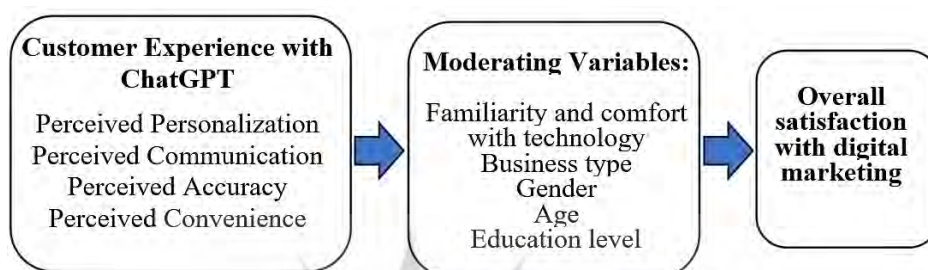 Customer Experience with
ChatGPT
Perceived Personalization
Perceived Communication
Perceived Accuracy
Perceived Convenience
Moderating Variables:
Familiarity and comfort
with technology
Business type
Gender
Age
Education level
Overall
satisfaction
with digital
marketing